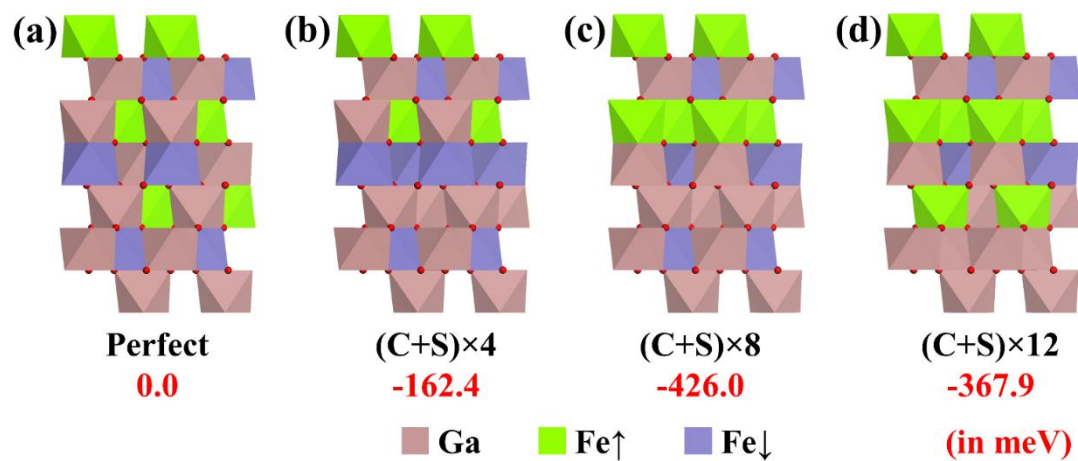 (a) (b) (c) (d)
Perfect (C+S)×4 (C+S)×8 (C+S)×12
0.0 -162.4 -426.0 -367.9
Ga Fe↑ Fe↓ (in meV)